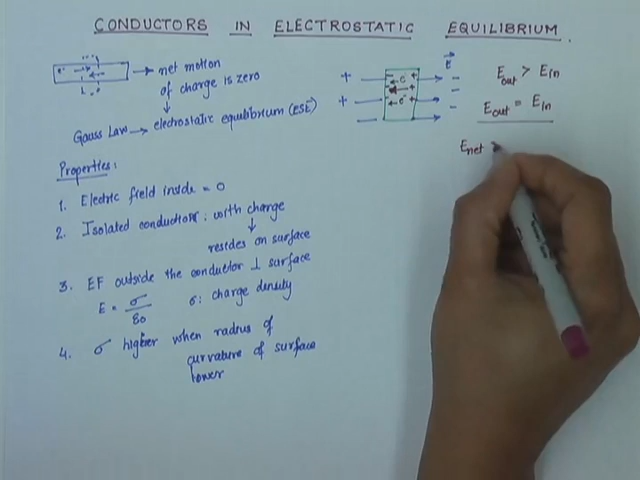 CONDUCTORS IN ELECTROSTATIC EQUILIBRIUM.
net motion
of charge is zero
Gauss Law → electrostatic equilibrium (ESE)
Properties:
1. Electric field inside = 0
2. Isolated conductors: with charge
resides on surface
3. EF outside the conductor ⊥ surface
E = σ/ε0 σ: charge density
4. σ higher when radius of
curvature of surface
lower
E
+ e⁻ + −
+ e⁻ + −
Eout > Ein
Eout = Ein
Enet